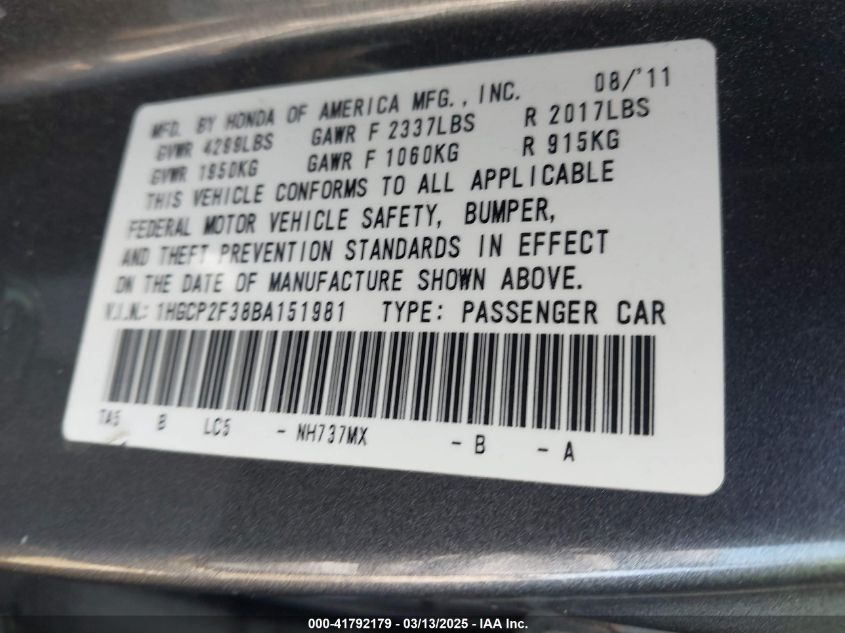 MFD. BY HONDA OF AMERICA MFG., INC. 08/'11
GVWR 4299LBS GAWR F 2337LBS R 2017LBS
GVWR 1950KG GAWR F 1060KG R 915KG
THIS VEHICLE CONFORMS TO ALL APPLICABLE
FEDERAL MOTOR VEHICLE SAFETY, BUMPER,
AND THEFT PREVENTION STANDARDS IN EFFECT
ON THE DATE OF MANUFACTURE SHOWN ABOVE.
V.I.N.: 1HGCP2F38BA151981 TYPE: PASSENGER CAR
TA5 B LC5 - NH737MX - B - A
000-41792179 - 03/13/2025 - IAA Inc.